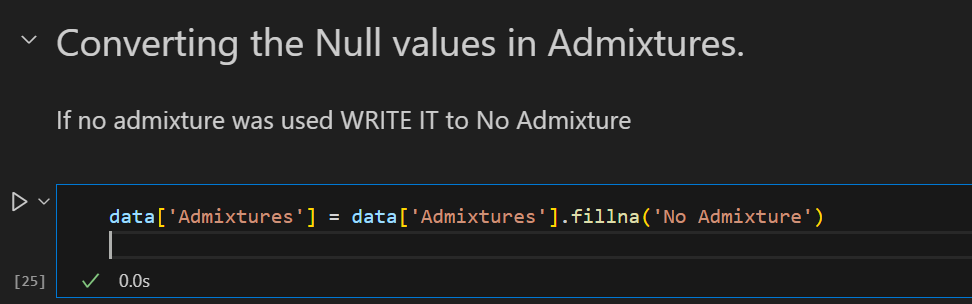 Converting the Null values in Admixtures.
If no admixture was used WRITE IT to No Admixture
data['Admixtures'] = data['Admixtures'].fillna('No Admixture')
[25]
0.0s